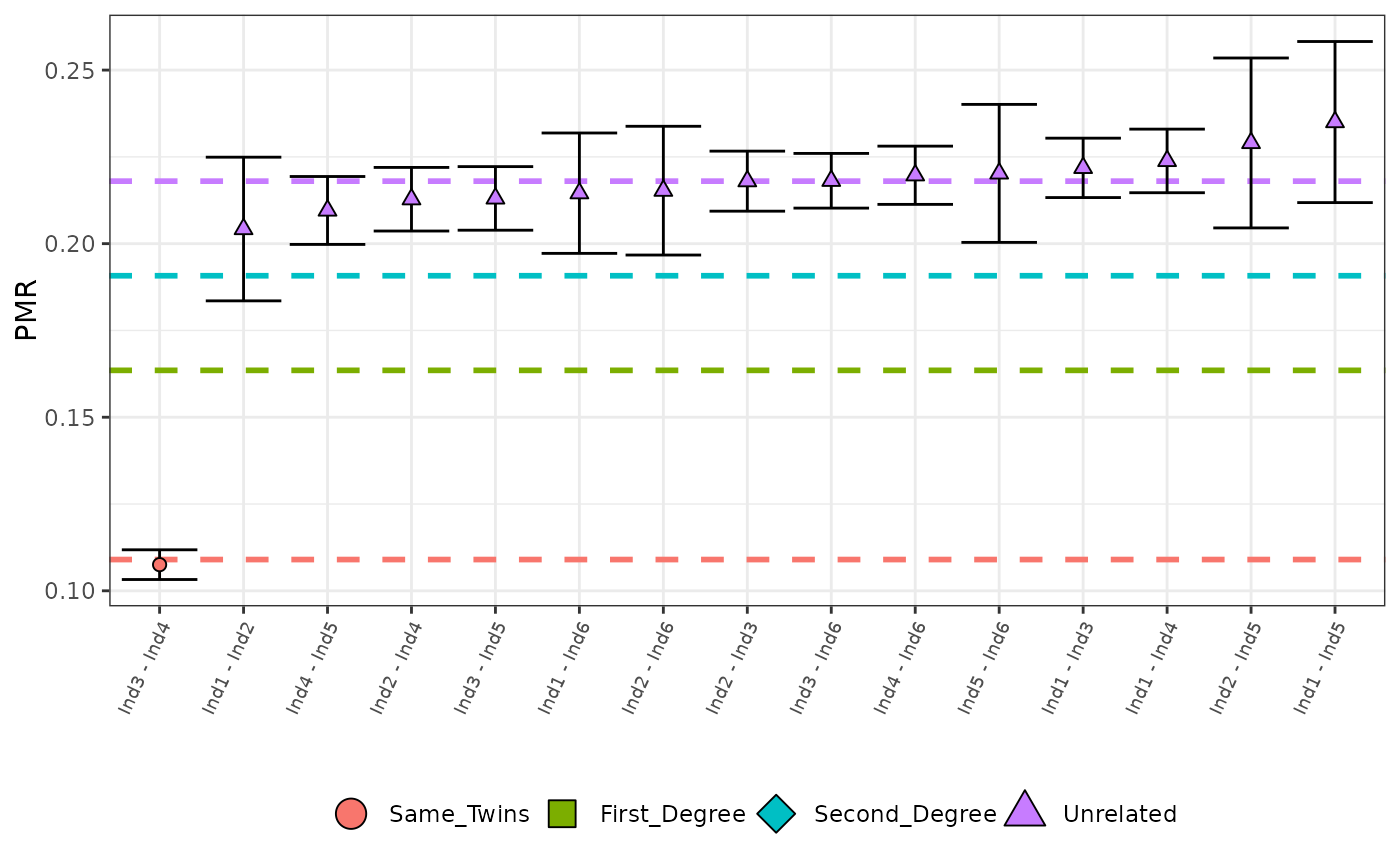 0.25
0.20
0.15
0.10
PMR
Ind3 - Ind4
Ind1 - Ind2
Ind4 - Ind5
Ind2 - Ind4
Ind3 - Ind5
Ind1 - Ind6
Ind2 - Ind6
Ind2 - Ind3
Ind3 - Ind6
Ind4 - Ind6
Ind5 - Ind6
Ind1 - Ind3
Ind1 - Ind4
Ind2 - Ind5
Ind1 - Ind5
Same_Twins First_Degree Second_Degree Unrelated